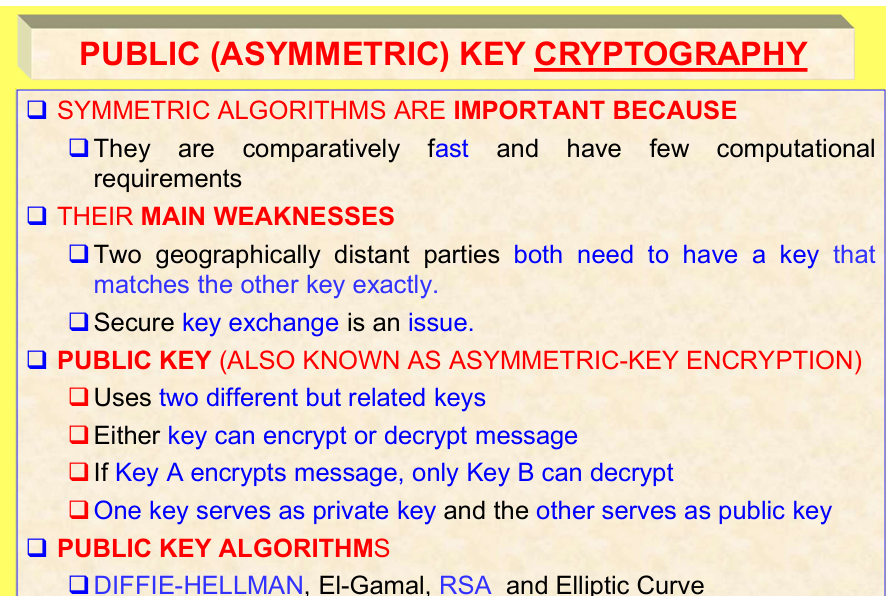 PUBLIC (ASYMMETRIC) KEY CRYPTOGRAPHY
SYMMETRIC ALGORITHMS ARE IMPORTANT BECAUSE
They are comparatively fast and have few computational
requirements
THEIR MAIN WEAKNESSES
Two geographically distant parties both need to have a key that
matches the other key exactly.
Secure key exchange is an issue.
PUBLIC KEY (ALSO KNOWN AS ASYMMETRIC-KEY ENCRYPTION)
Uses two different but related keys
Either key can encrypt or decrypt message
If Key A encrypts message, only Key B can decrypt
One key serves as private key and the other serves as public key
PUBLIC KEY ALGORITHMS
DIFFIE-HELLMAN, El-Gamal, RSA and Elliptic Curve